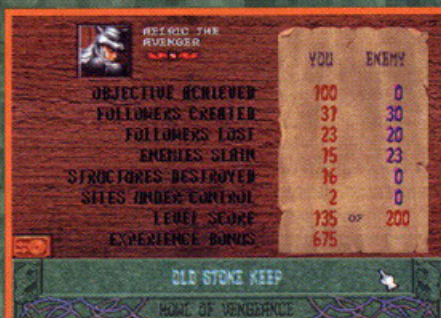 AEIRIC THE
AVENGER
YOU ENEMY
OBJECTIVE ACHIEVED 100 0
FOLLOWERS CREATED 37 30
FOLLOWERS LOST 23 20
ENEMIES SLAIN 15 23
STRUCTURES DESTROYED 16 0
SITES UNDER CONTROL 2 0
LEVEL SCORE 135 OF 200
EXPERIENCE BONUS 675
OLD STONE KEEP
HOME OF VENGEANCE